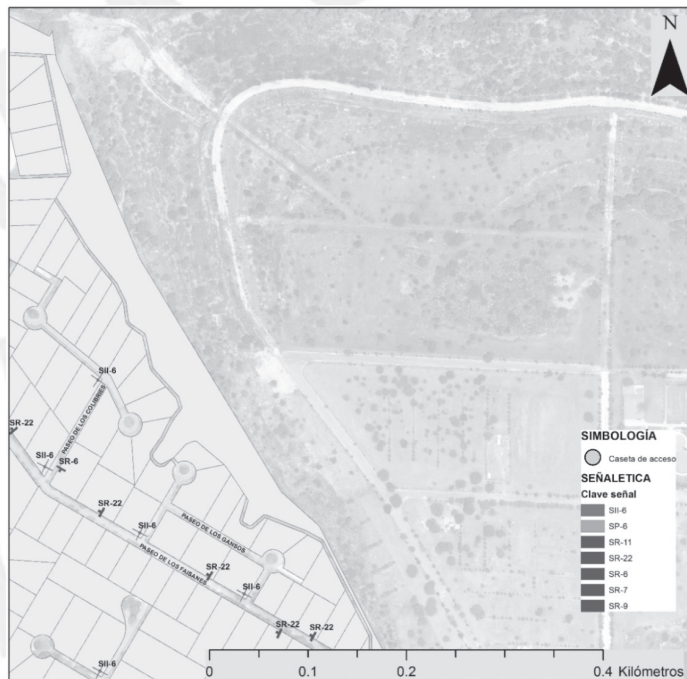 N
SII-6
PASEO DE LOS COLIBRIES
SR-22
SII-6
SR-6
SR-22
SII-6
PASEO DE LOS GANSOS
PASEO DE LOS FAISANES
SR-22
SII-6
SR-22
SR-22
SII-6
SIMBOLOGÍA
Caseta de acceso
SEÑALETICA
Clave señal
SII-6
SP-6
SR-11
SR-22
SR-6
SR-7
SR-9
0 0.1 0.2 0.4 Kilómetros